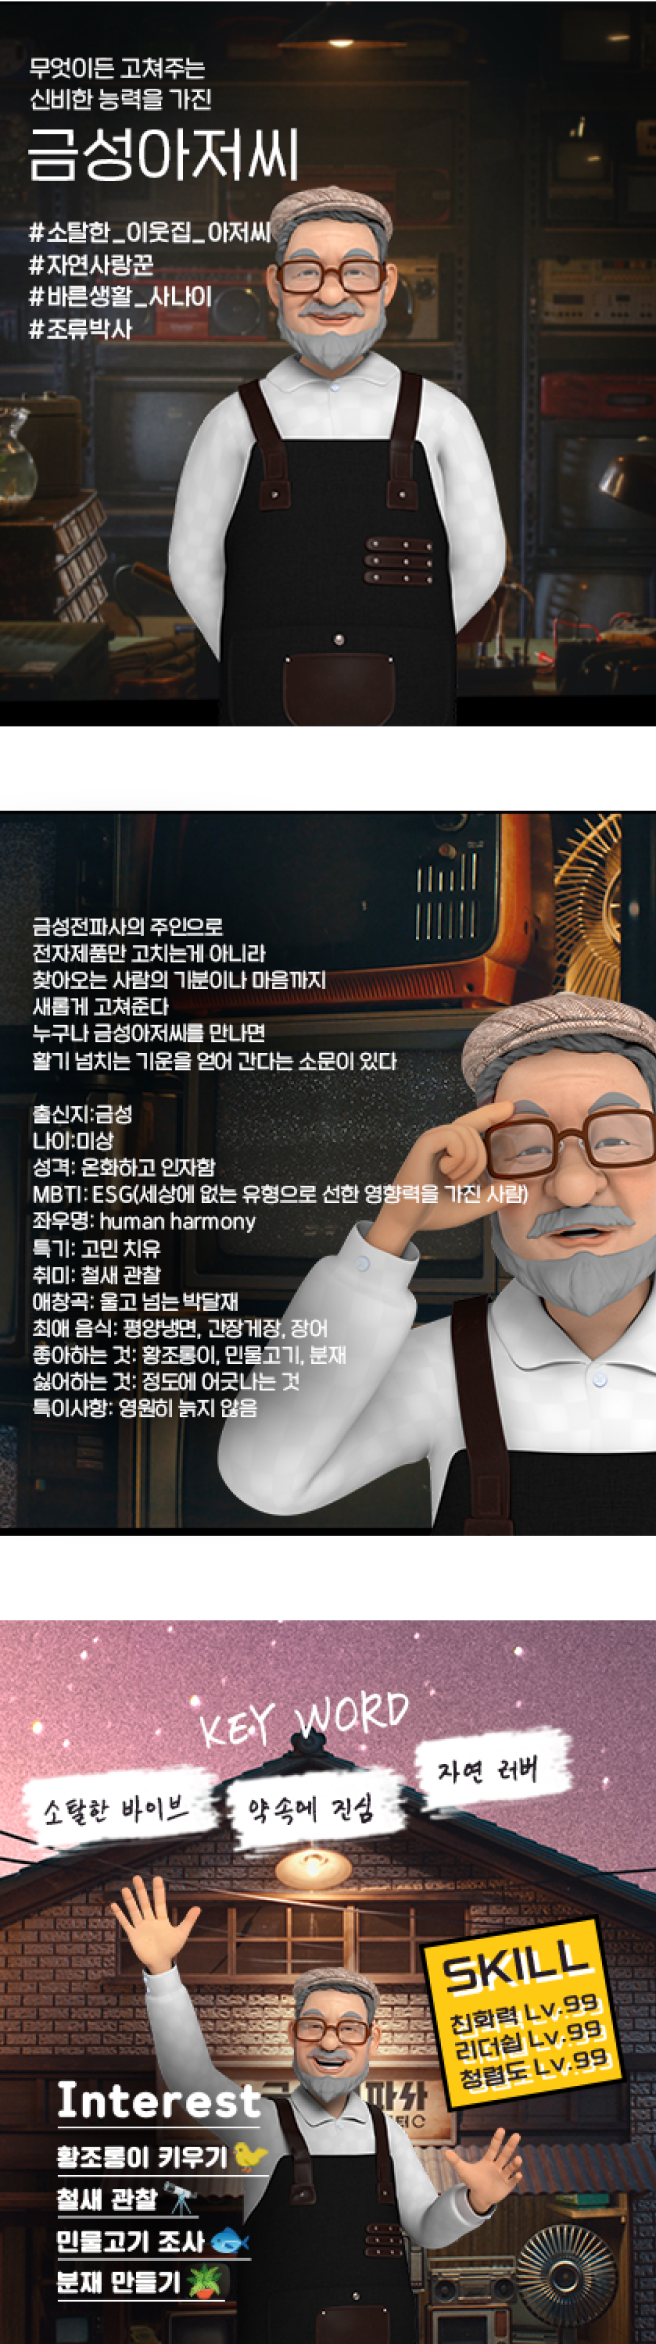 무엇이든 고쳐주는
신비한 능력을 가진
금성아저씨
#소탈한_이웃집_아저씨
#자연사랑꾼
#바른생활_사나이
#조류박사
금성전파사의 주인으로
전자제품만 고치는게 아니라
찾아오는 사람의 기분이나 마음까지
새롭게 고쳐준다
누구나 금성아저씨를 만나면
활기 넘치는 기운을 얻어 간다는 소문이 있다
출신지:금성
나이:미상
성격: 온화하고 인자함
MBTI: ESG(세상에 없는 유형으로 선한 영향력을 가진 사람)
좌우명: human harmony
특기: 고민 치유
취미: 철새 관찰
애창곡: 울고 넘는 박달재
최애 음식: 평양냉면, 간장게장, 장어
좋아하는 것: 황조롱이, 민물고기, 분재
싫어하는 것: 정도에 어긋나는 것
특이사항: 영원히 늙지 않음
KEY WORD
소탈한 바이브
약속에 진심
자연 러버
SKILL
친화력 Lv.99
리더쉽 Lv.99
청렴도 Lv.99
파사
Interest
황조롱이 키우기
철새 관찰
민물고기 조사
분재 만들기